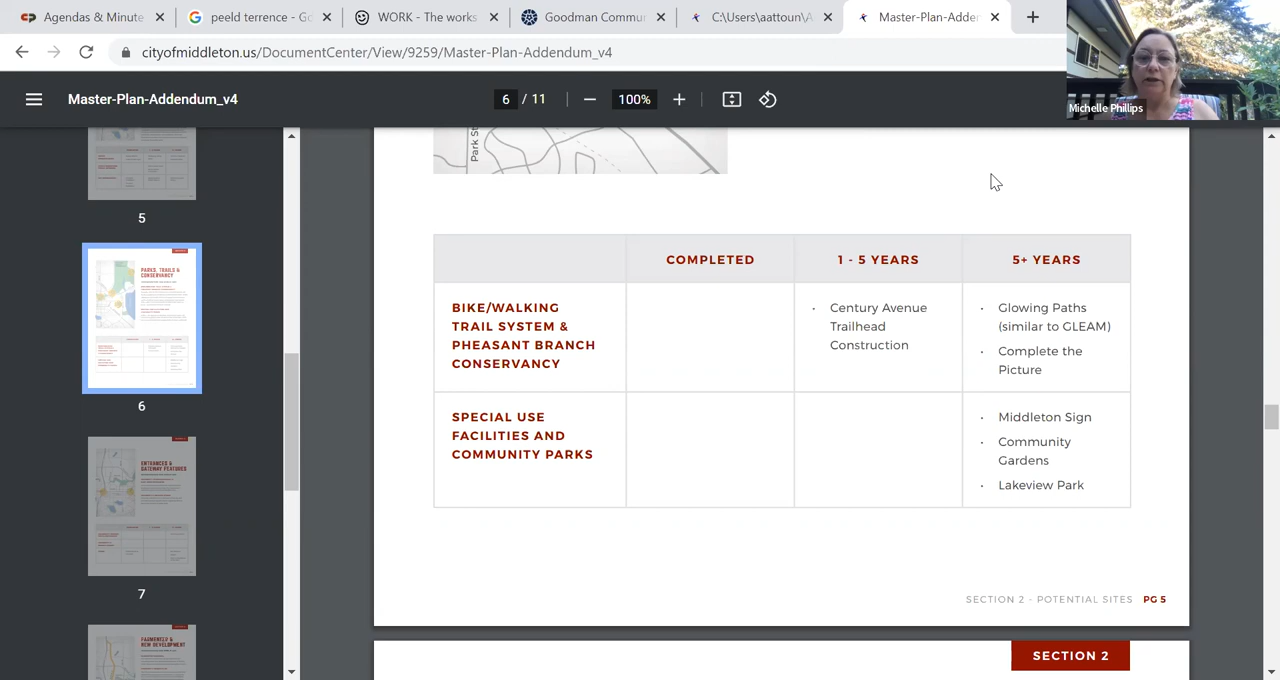 Agendas & Minute
peeld terrence - Go
WORK - The works
Goodman Commu
C:\Users\aattoun\A
Master-Plan-Adde
cityofmiddleton.us/DocumentCenter/View/9259/Master-Plan-Addendum_v4
Master-Plan-Addendum_v4
6 / 11
100%
Michelle Phillips
5
6
7
PARKS, TRAILS &
CONSERVANCY
ENTRANCES &
GATEWAY FEATURES
Park St
COMPLETED
1 - 5 YEARS
5+ YEARS
BIKE/WALKING
TRAIL SYSTEM &
PHEASANT BRANCH
CONSERVANCY
· Century Avenue
Trailhead
Construction
· Glowing Paths
(similar to GLEAM)
· Complete the
Picture
SPECIAL USE
FACILITIES AND
COMMUNITY PARKS
· Middleton Sign
· Community
Gardens
· Lakeview Park
SECTION 2 - POTENTIAL SITES PG 5
SECTION 2